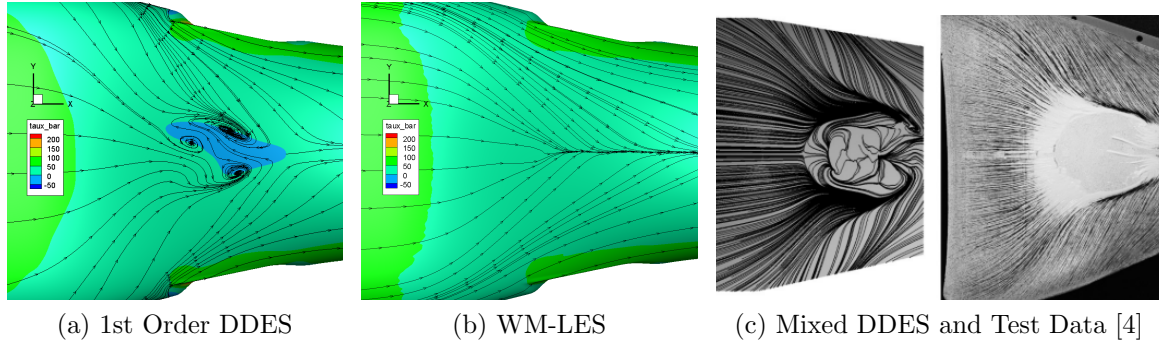 Y
Z
X
taux_bar
200
150
100
50
0
-50
Y
Z
X
taux_bar
200
150
100
50
0
-50
(a) 1st Order DDES
(b) WM-LES
(c) Mixed DDES and Test Data [4]